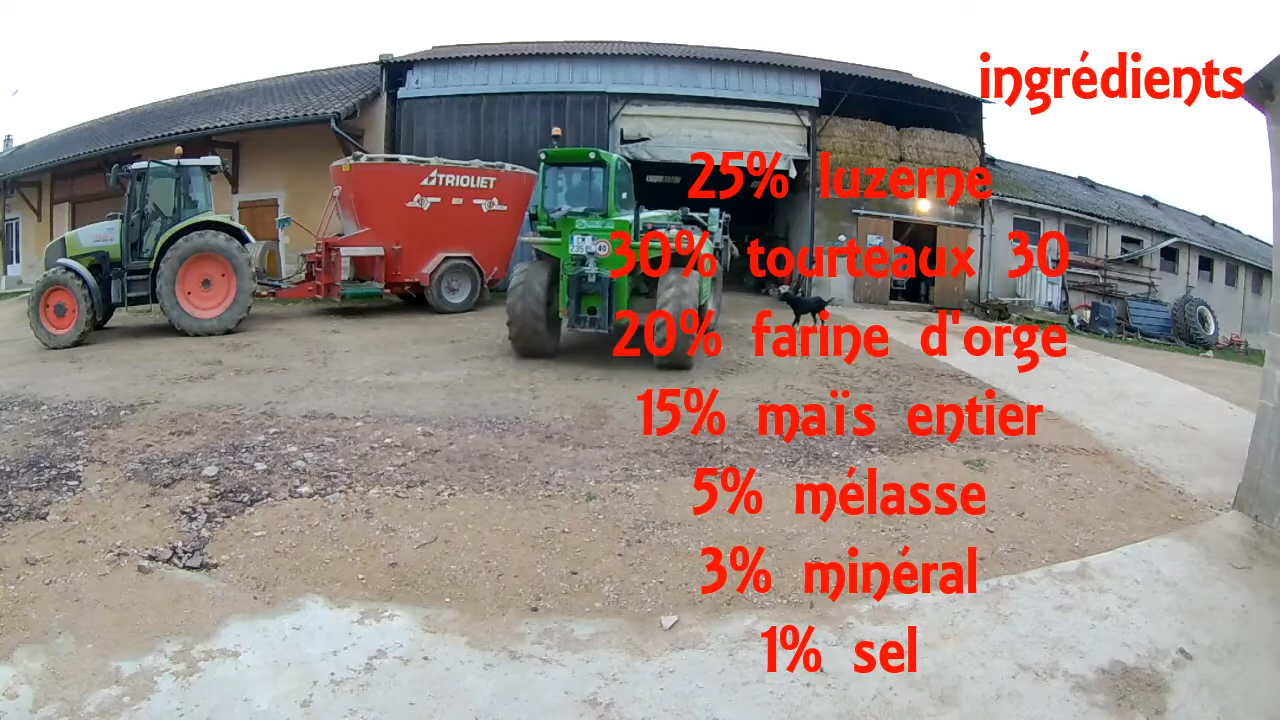 ingrédients
TRIOLIET
25% luzerne
30% tourteaux 30
20% farine d'orge
15% maïs entier
5% mélasse
3% minéral
1% sel
40